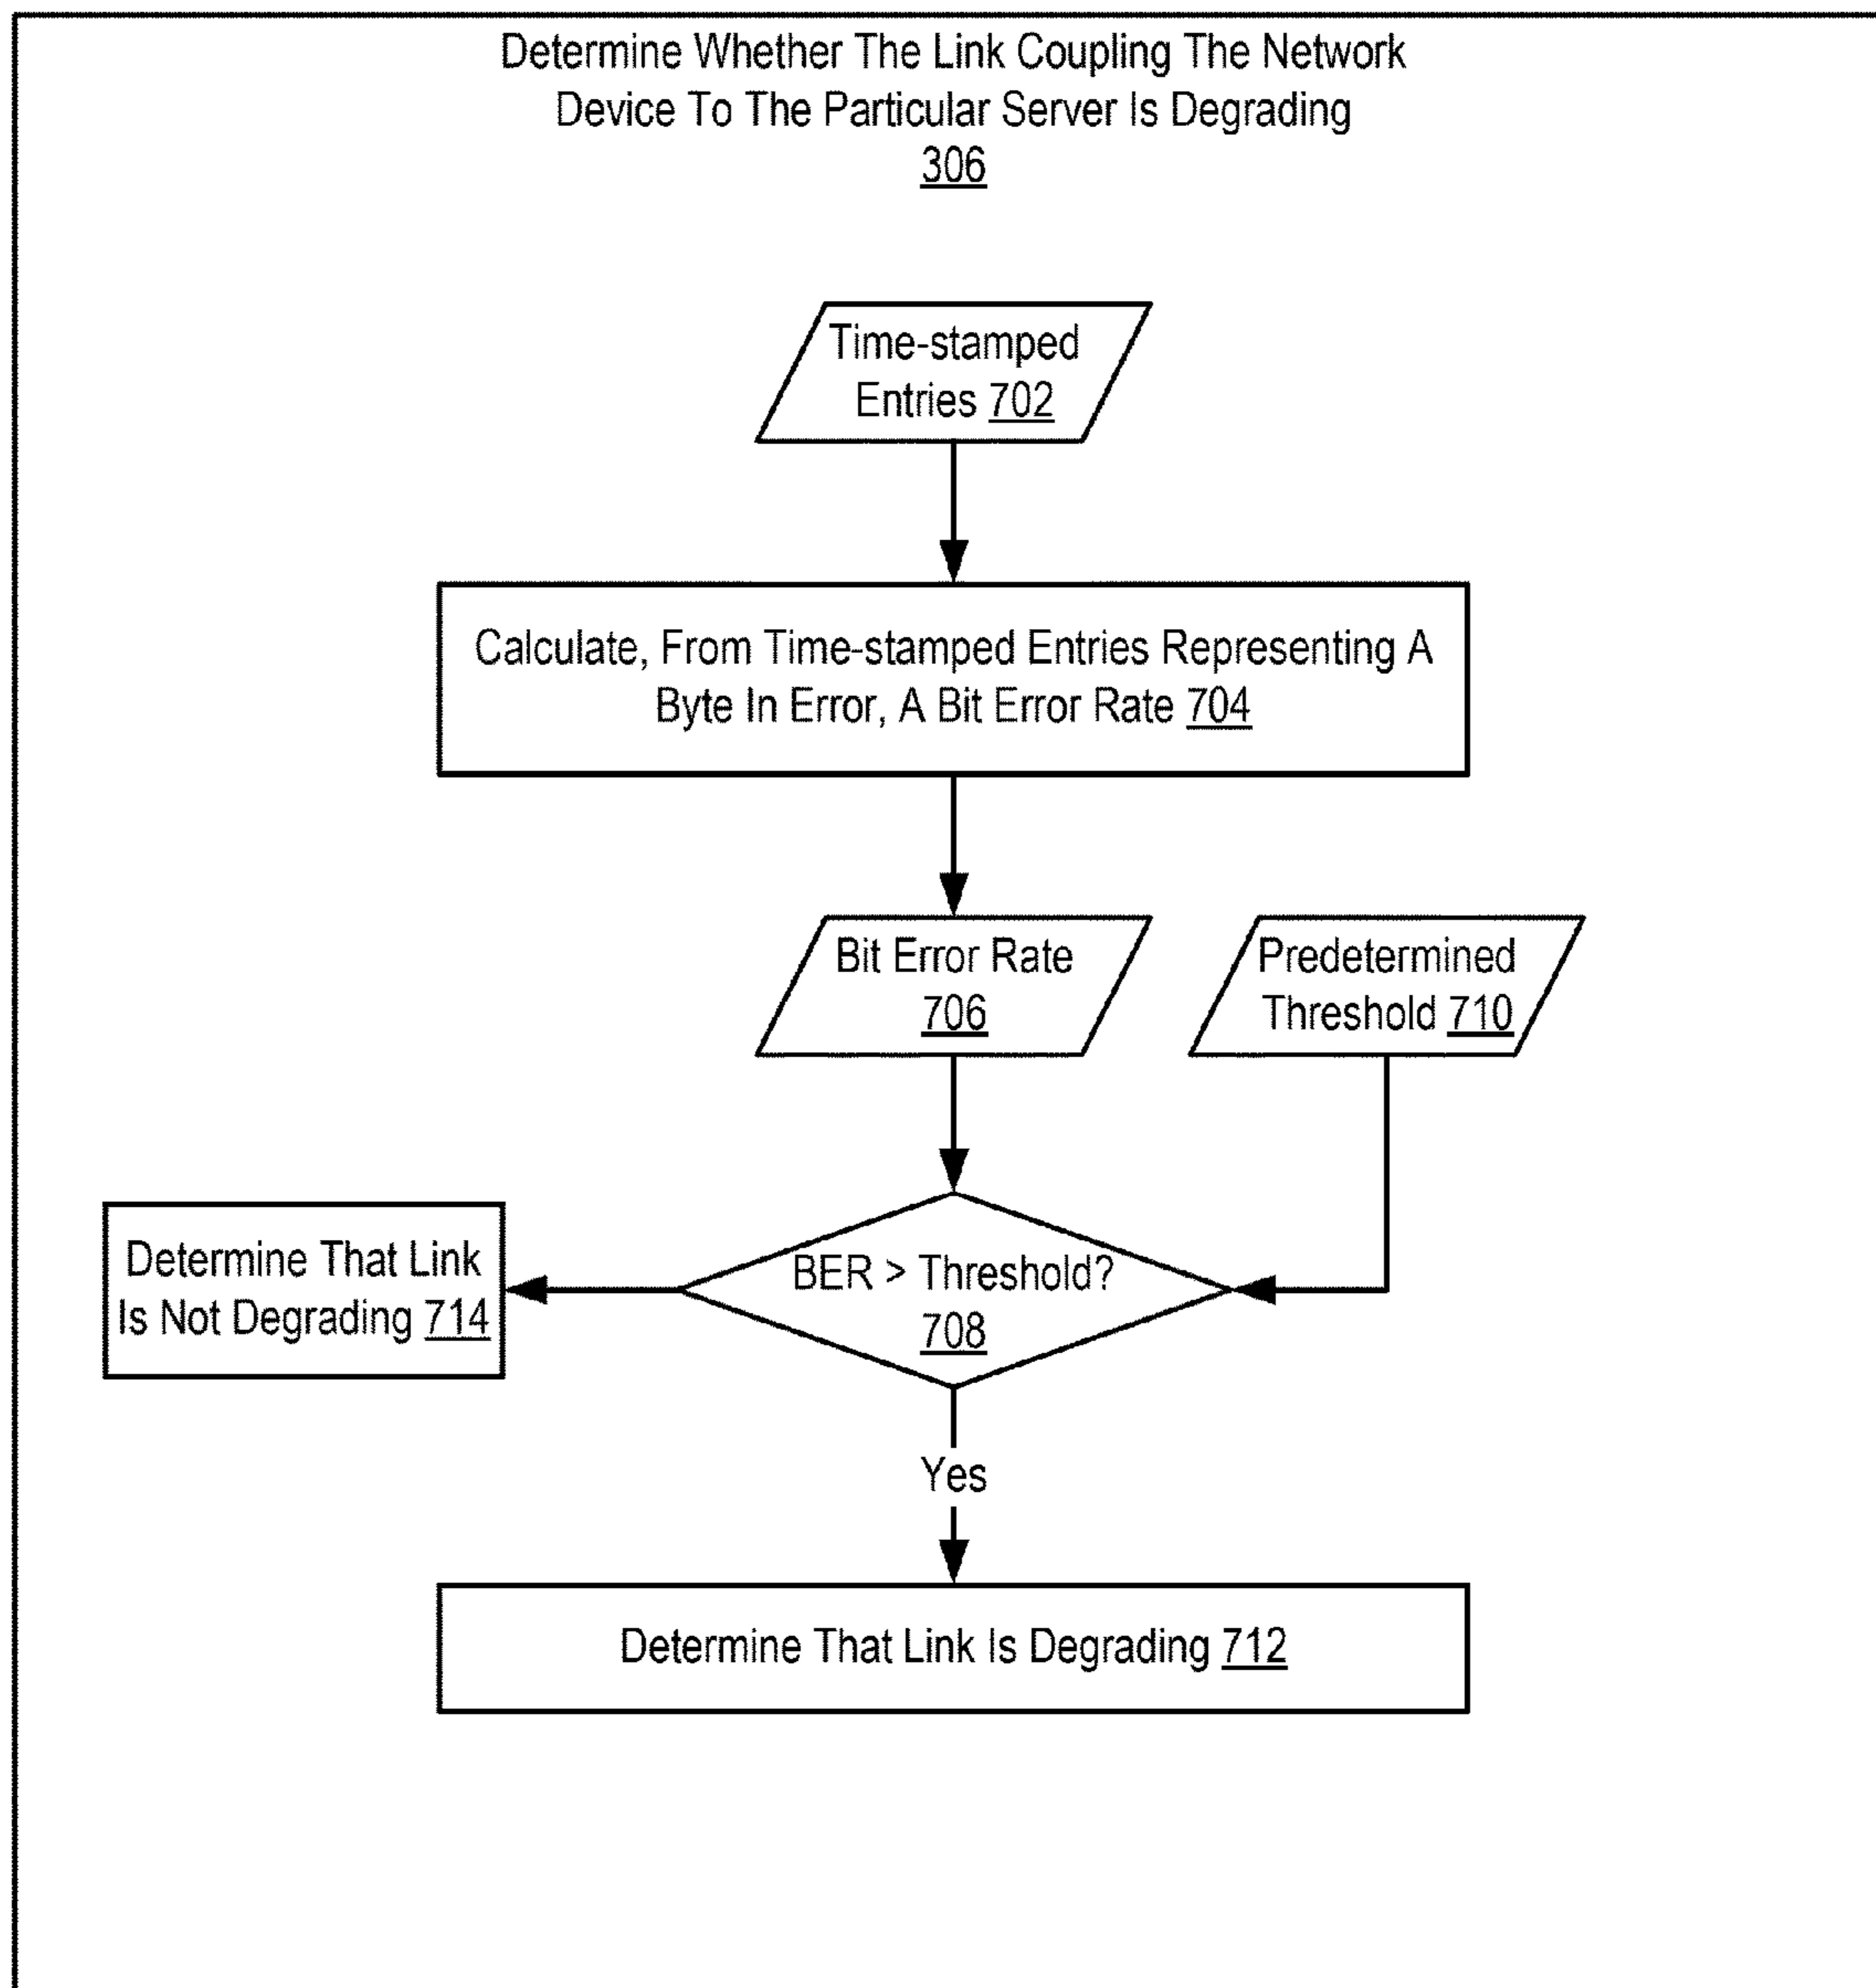 Determine Whether The Link Coupling The Network
Device To The Particular Server Is Degrading
306
Time-stamped
Entries 702
Calculate, From Time-stamped Entries Representing A
Byte In Error, A Bit Error Rate 704
Bit Error Rate
706
Predetermined
Threshold 710
Determine That Link
Is Not Degrading 714
BER > Threshold?
708
Yes
Determine That Link Is Degrading 712